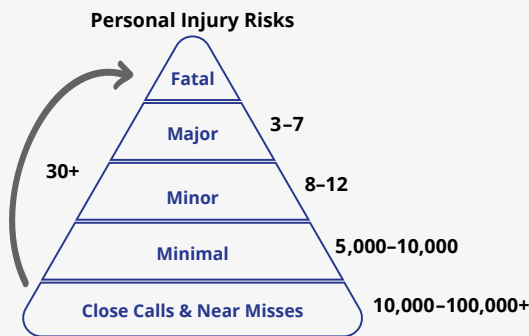 Personal Injury Risks
Fatal
Major
3–7
30+
Minor
8–12
Minimal
5,000–10,000
Close Calls & Near Misses
10,000–100,000+